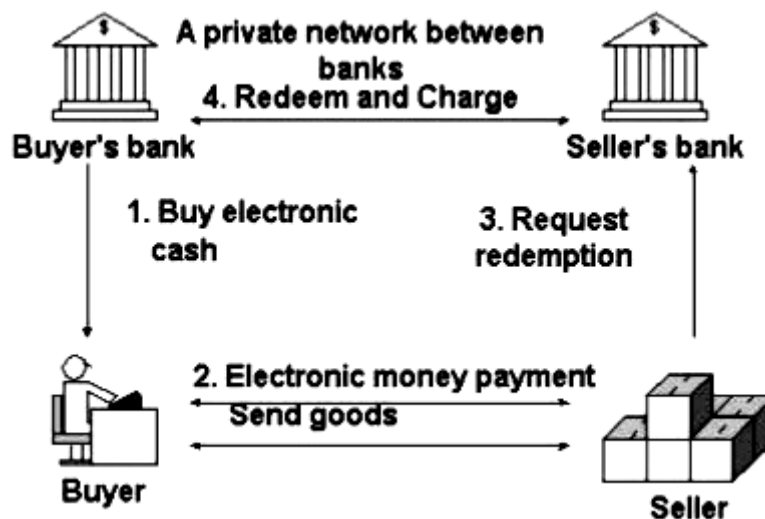 $
$
A private network between
banks
4. Redeem and Charge
Buyer's bank
Seller's bank
1. Buy electronic
cash
3. Request
redemption
2. Electronic money payment
Send goods
Buyer
Seller